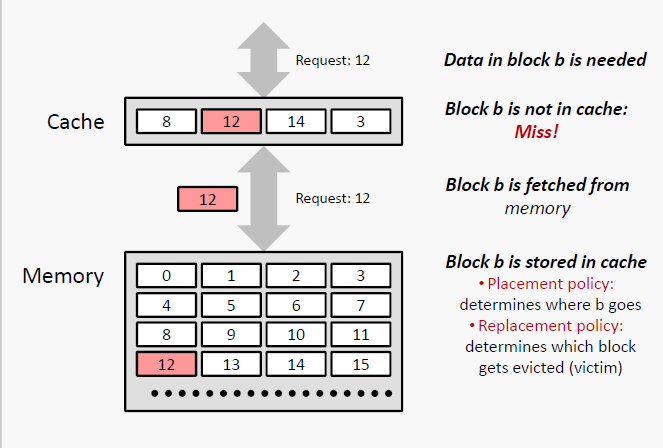 Request: 12
Data in block b is needed
Cache
8 12 14 3
Block b is not in cache:
Miss!
12
Request: 12
Block b is fetched from
memory
Memory
0 1 2 3
4 5 6 7
8 9 10 11
12 13 14 15
Block b is stored in cache
• Placement policy:
determines where b goes
• Replacement policy:
determines which block
gets evicted (victim)